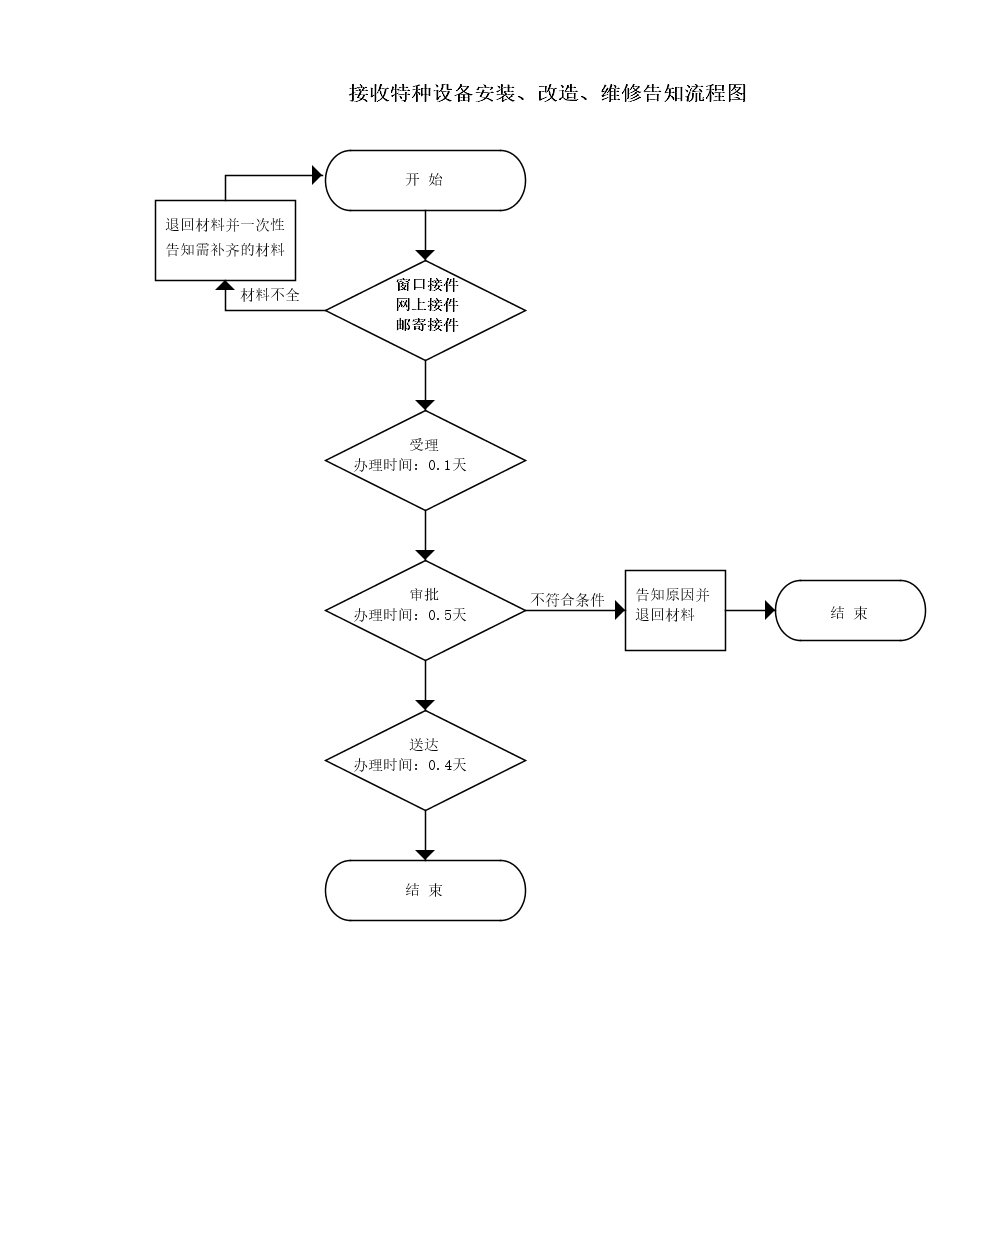 接收特种设备安装、改造、维修告知流程图
开 始
退回材料并一次性
告知需补齐的材料
材料不全
窗口接件
网上接件
邮寄接件
受理
办理时间：0.1天
审批
办理时间：0.5天
不符合条件
告知原因并
退回材料
结 束
送达
办理时间：0.4天
结 束